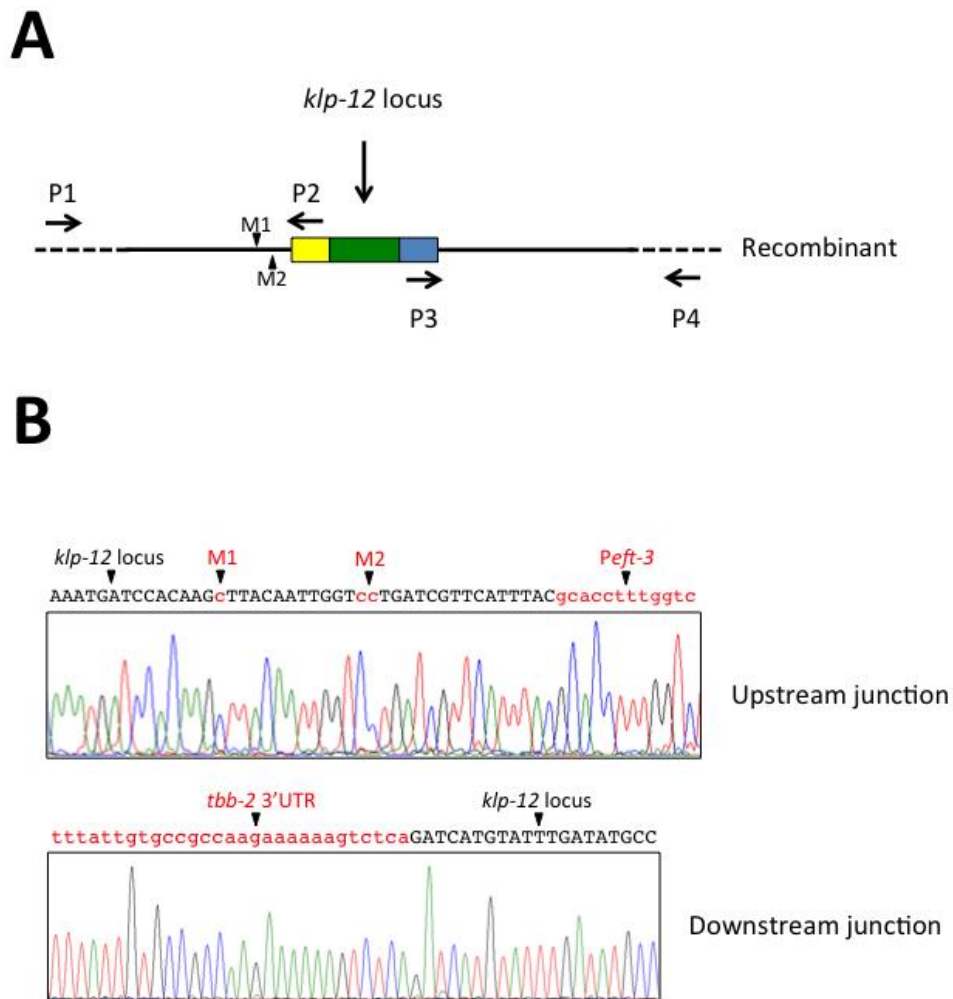 A
klp-12 locus
P1
P2
M1
M2
Recombinant
P3
P4
B
klp-12 locus
M1
M2
Peft-3
AAATGATCCACAAGcTTACAATTGGTccTGATCGTTCATTTACgcacctttggtc
Upstream junction
tbb-2 3’UTR
klp-12 locus
tttattgtgccgccaagaaaaaagtctcaGATCATGTATTTGATATGCC
Downstream junction